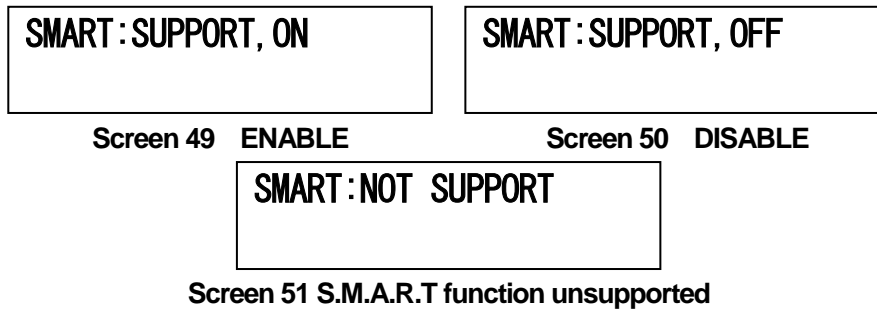 SMART:SUPPORT,ON
SMART:SUPPORT,OFF
Screen 49 ENABLE
Screen 50 DISABLE
SMART:NOT SUPPORT
Screen 51 S.M.A.R.T function unsupported